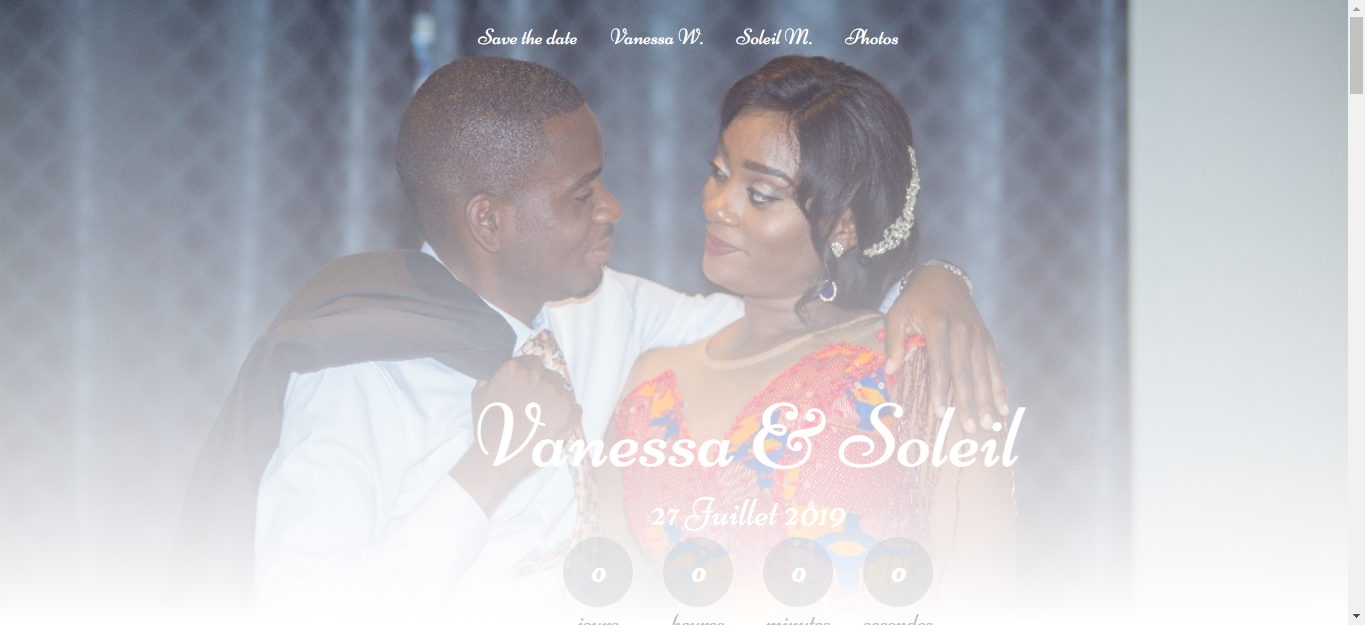 Save the date Vanessa W. Soleil M. Photos
Vanessa & Soleil
27 Juillet 2019
0 0 0 0
jours heures minutes secondes